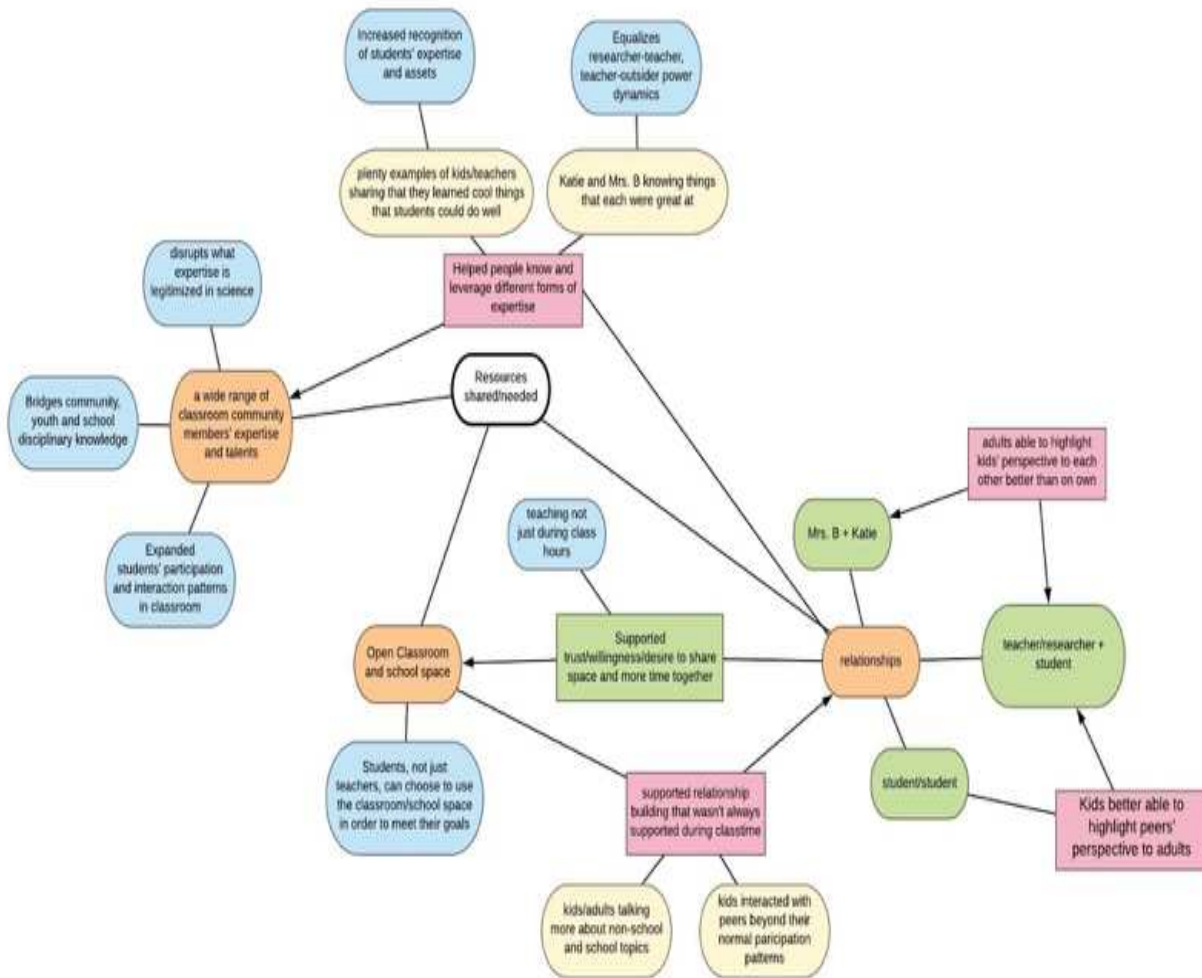 Increased recognition
of students' expertise
and assets
Equalizes
researcher-teacher,
teacher-outsider power
dynamics
plenty examples of kids/teachers
sharing that they learned cool things
that students could do well
Katie and Mrs. B knowing things
that each were great at
disrupts what
expertise is
legitimized in science
Helped people know and
leverage different forms of
expertise
Bridges community,
youth and school
disciplinary knowledge
a wide range of
classroom community
members' expertise
and talents
Resources
shared/needed
adults able to highlight
kids' perspective to each
other better than on own
Expanded
students' participation
and interaction patterns
in classroom
teaching not
just during class
hours
Mrs. B + Katie
Open Classroom
and school space
Supported
trust/willingness/desire to share
space and more time together
relationships
teacher/researcher +
student
Students, not just
teachers, can choose to use
the classroom/school space
in order to meet their goals
supported relationship
building that wasn't always
supported during classtime
student/student
Kids better able to
highlight peers'
perspective to adults
kids/adults talking
more about non-school
and school topics
kids interacted with
peers beyond their
normal paricipation
patterns